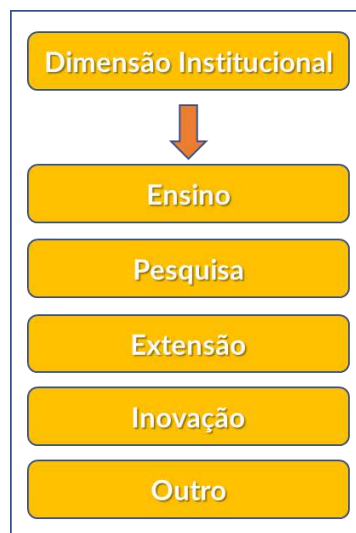 Dimensão Institucional
Ensino
Pesquisa
Extensão
Inovação
Outro